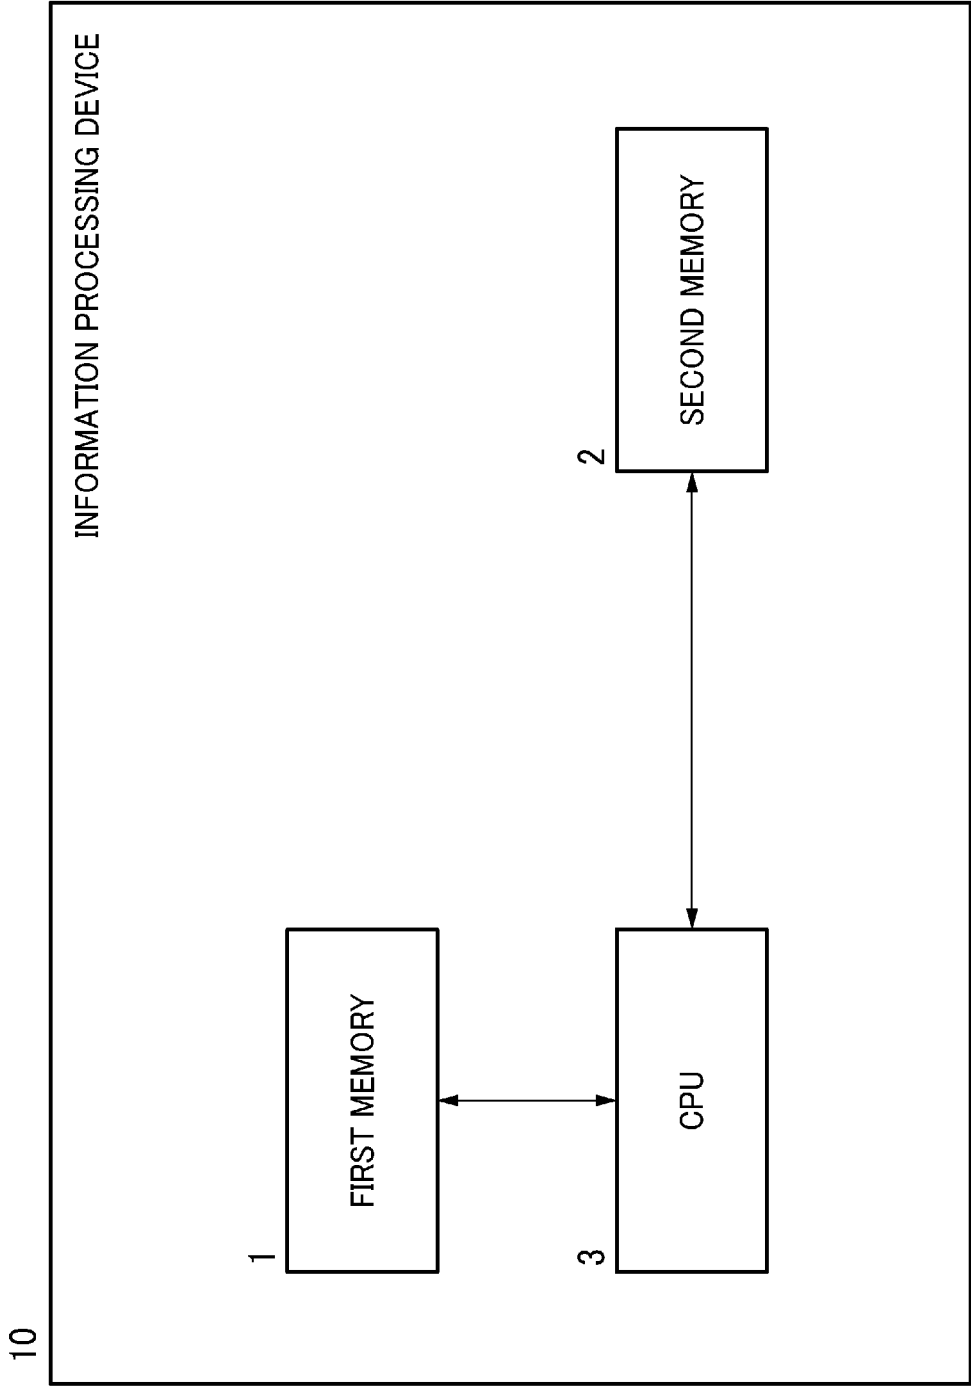 10
INFORMATION PROCESSING DEVICE
1
FIRST MEMORY
3
CPU
2
SECOND MEMORY